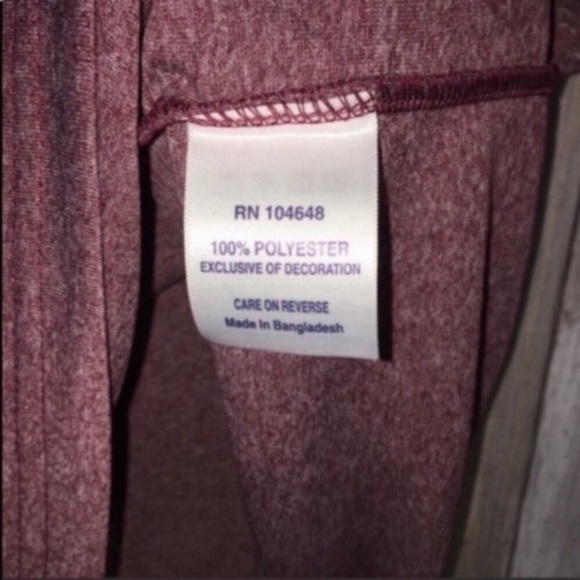 RN 104648
100% POLYESTER
EXCLUSIVE OF DECORATION
CARE ON REVERSE
Made In Bangladesh